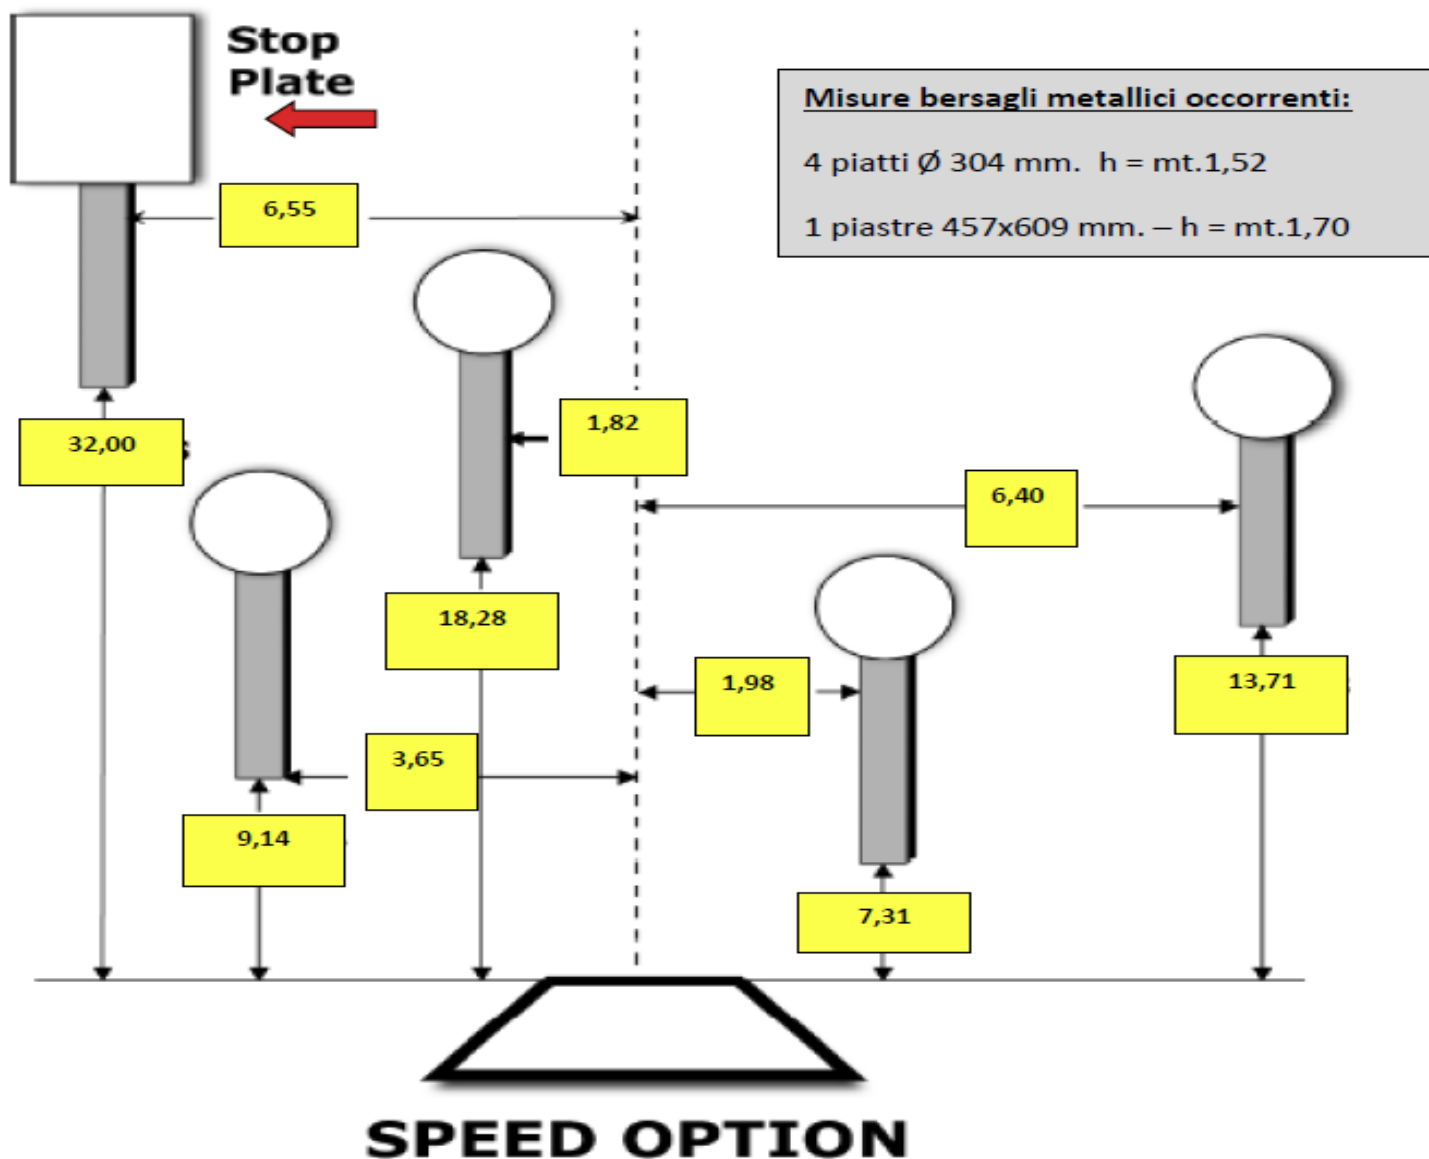 Stop
Plate
Misure bersagli metallici occorrenti:
4 piatti Ø 304 mm.  h = mt.1,52
1 piastre 457x609 mm. – h = mt.1,70
6,55
1,82
32,00
6,40
18,28
1,98
13,71
3,65
9,14
7,31
SPEED OPTION